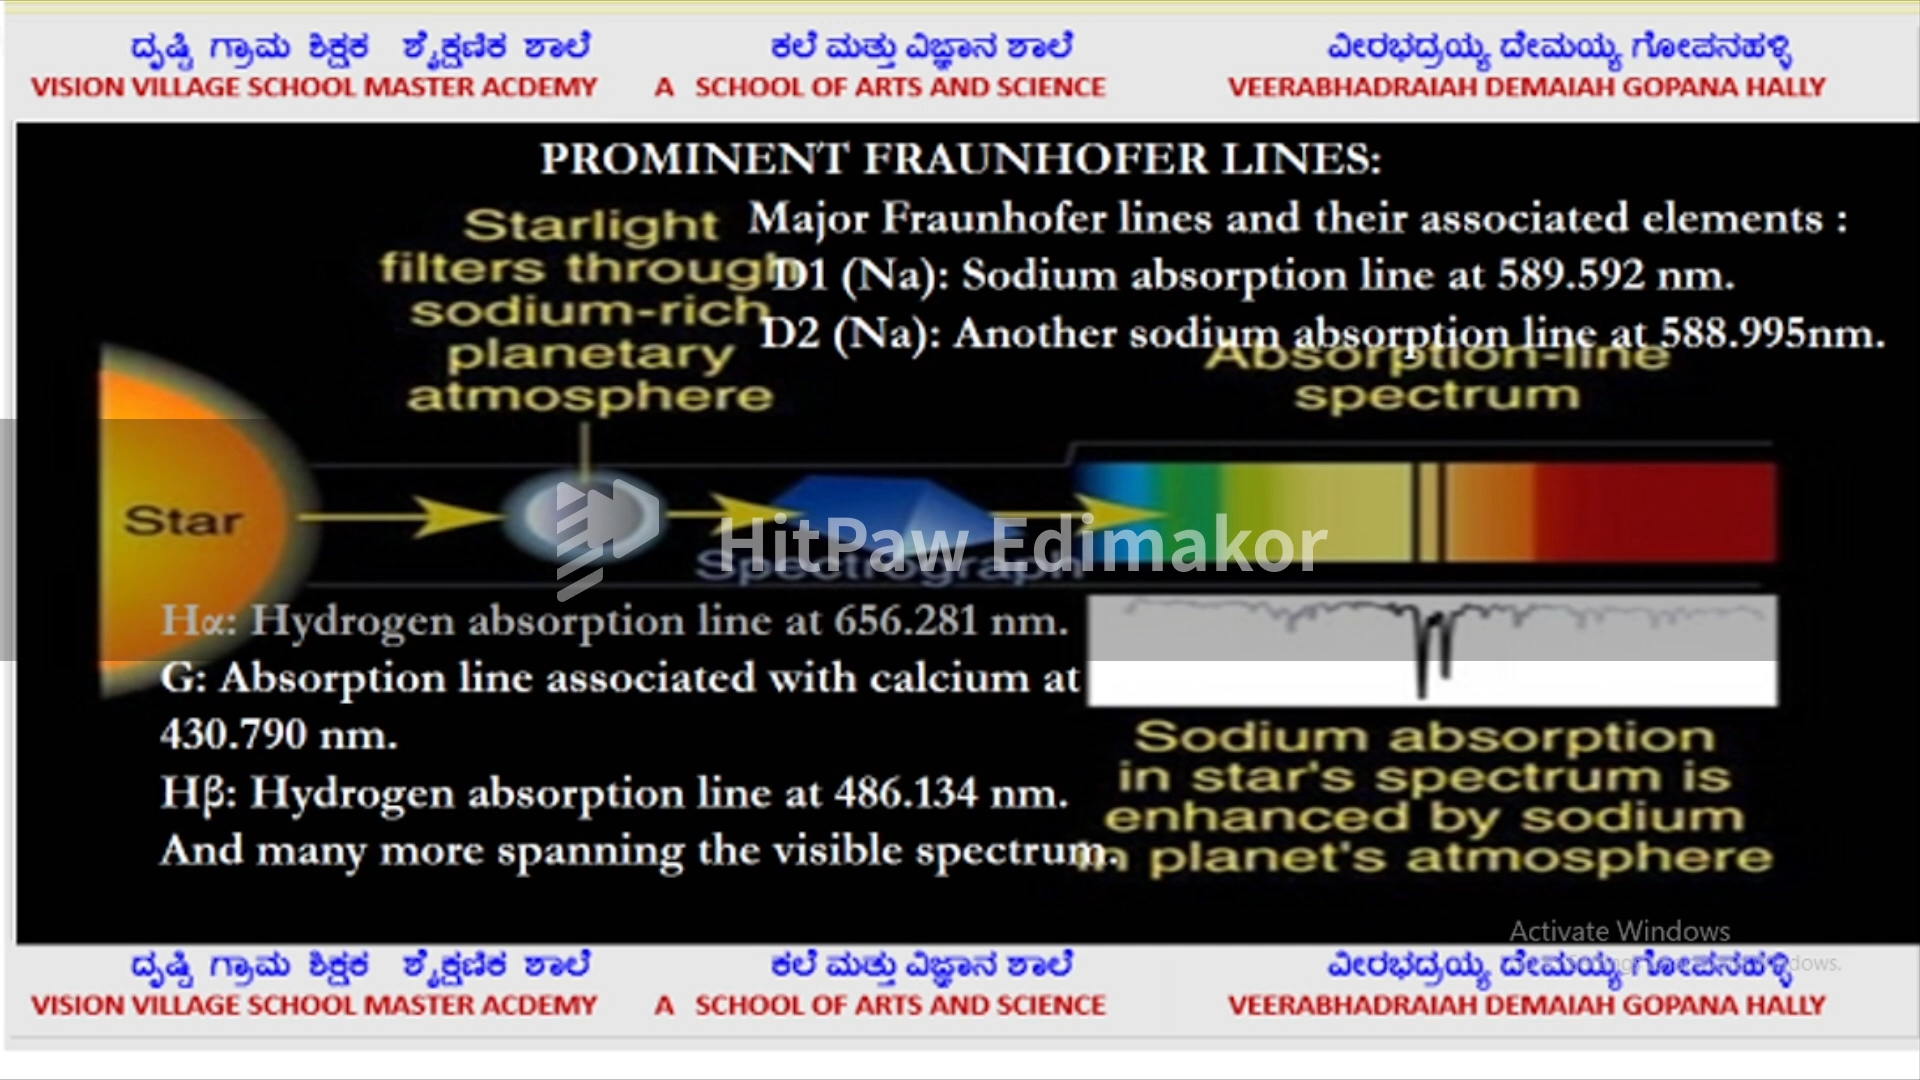 ದೃಷ್ಟಿ ಗ್ರಾಮ ಶಿಕ್ಷಕ ಶೈಕ್ಷಣಿಕ ಶಾಲೆ ಕಲೆ ಮತ್ತು ವಿಜ್ಞಾನ ಶಾಲೆ ವೀರಭದ್ರಯ್ಯ ದೇಮಯ್ಯ ಗೋಪನಹಳ್ಳಿ
VISION VILLAGE SCHOOL MASTER ACDEMY A SCHOOL OF ARTS AND SCIENCE VEERABHADRAIAH DEMAIAH GOPANA HALLY
PROMINENT FRAUNHOFER LINES:
Major Fraunhofer lines and their associated elements :
D1 (Na): Sodium absorption line at 589.592 nm.
D2 (Na): Another sodium absorption line at 588.995nm.
Starlight
filters through
sodium-rich
planetary
atmosphere
Absorption-line
spectrum
Star
Spectrograph
HitPaw Edimakor
Hα: Hydrogen absorption line at 656.281 nm.
G: Absorption line associated with calcium at
430.790 nm.
Hβ: Hydrogen absorption line at 486.134 nm.
And many more spanning the visible spectrum.
Sodium absorption
in star's spectrum is
enhanced by sodium
in planet's atmosphere
Activate Windows
ದೃಷ್ಟಿ ಗ್ರಾಮ ಶಿಕ್ಷಕ ಶೈಕ್ಷಣಿಕ ಶಾಲೆ ಕಲೆ ಮತ್ತು ವಿಜ್ಞಾನ ಶಾಲೆ ವೀರಭದ್ರಯ್ಯ ದೇಮಯ್ಯ ಗೋಪನಹಳ್ಳಿ
VISION VILLAGE SCHOOL MASTER ACDEMY A SCHOOL OF ARTS AND SCIENCE VEERABHADRAIAH DEMAIAH GOPANA HALLY